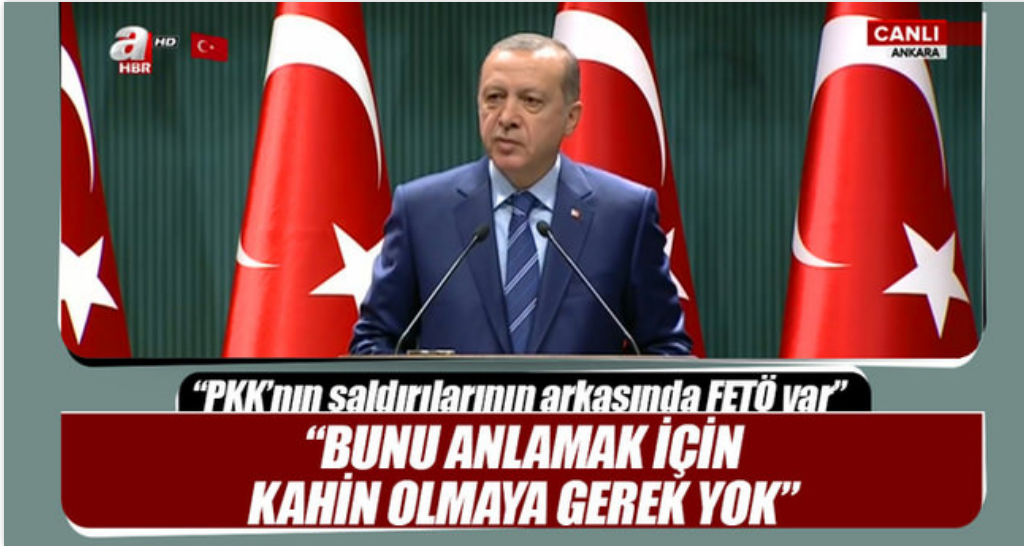 a HD
HBR
CANLI
ANKARA
“PKK’nın saldırılarının arkasında FETÖ var”
“BUNU ANLAMAK İÇİN
KAHİN OLMAYA GEREK YOK”